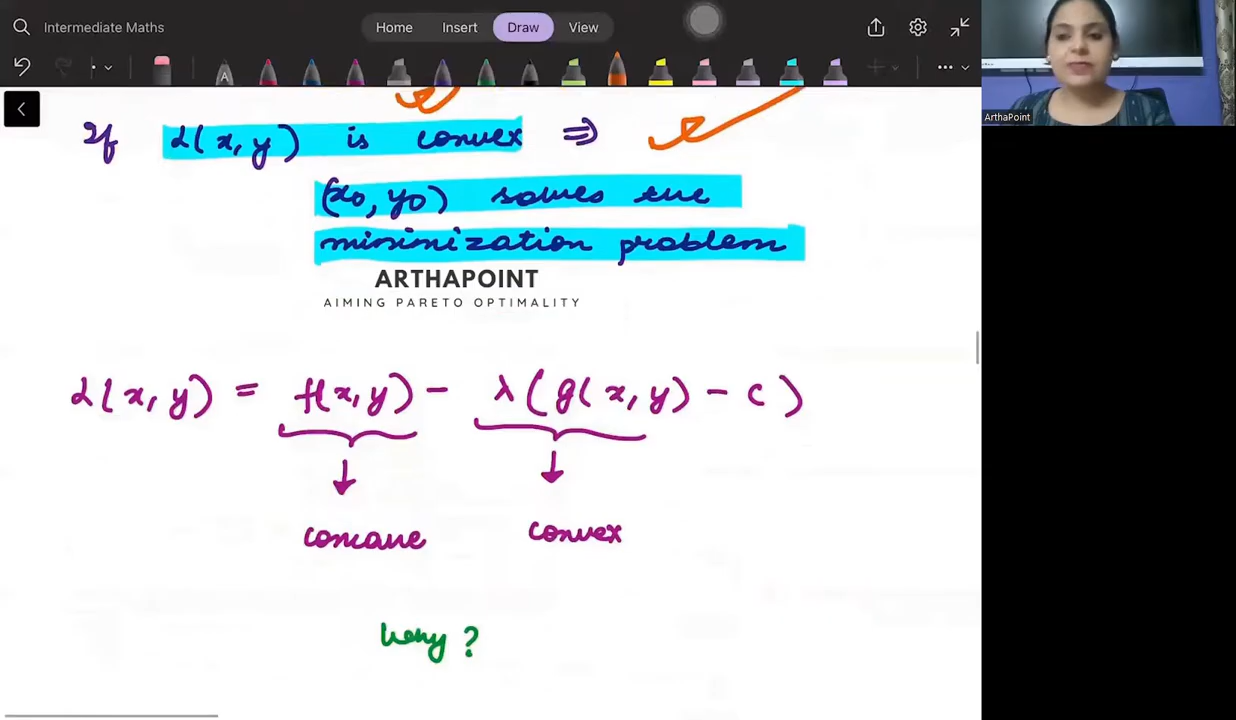 Intermediate Maths
Home Insert Draw View
A
ArthaPoint
If L(x, y) is convex ⇒
(x0, y0) solves the
minimization problem
ARTHAPOINT
AIMING PARETO OPTIMALITY
L(x, y) = f(x, y) - λ(g(x, y) - c)
↓ ↓
concave convex
Why?